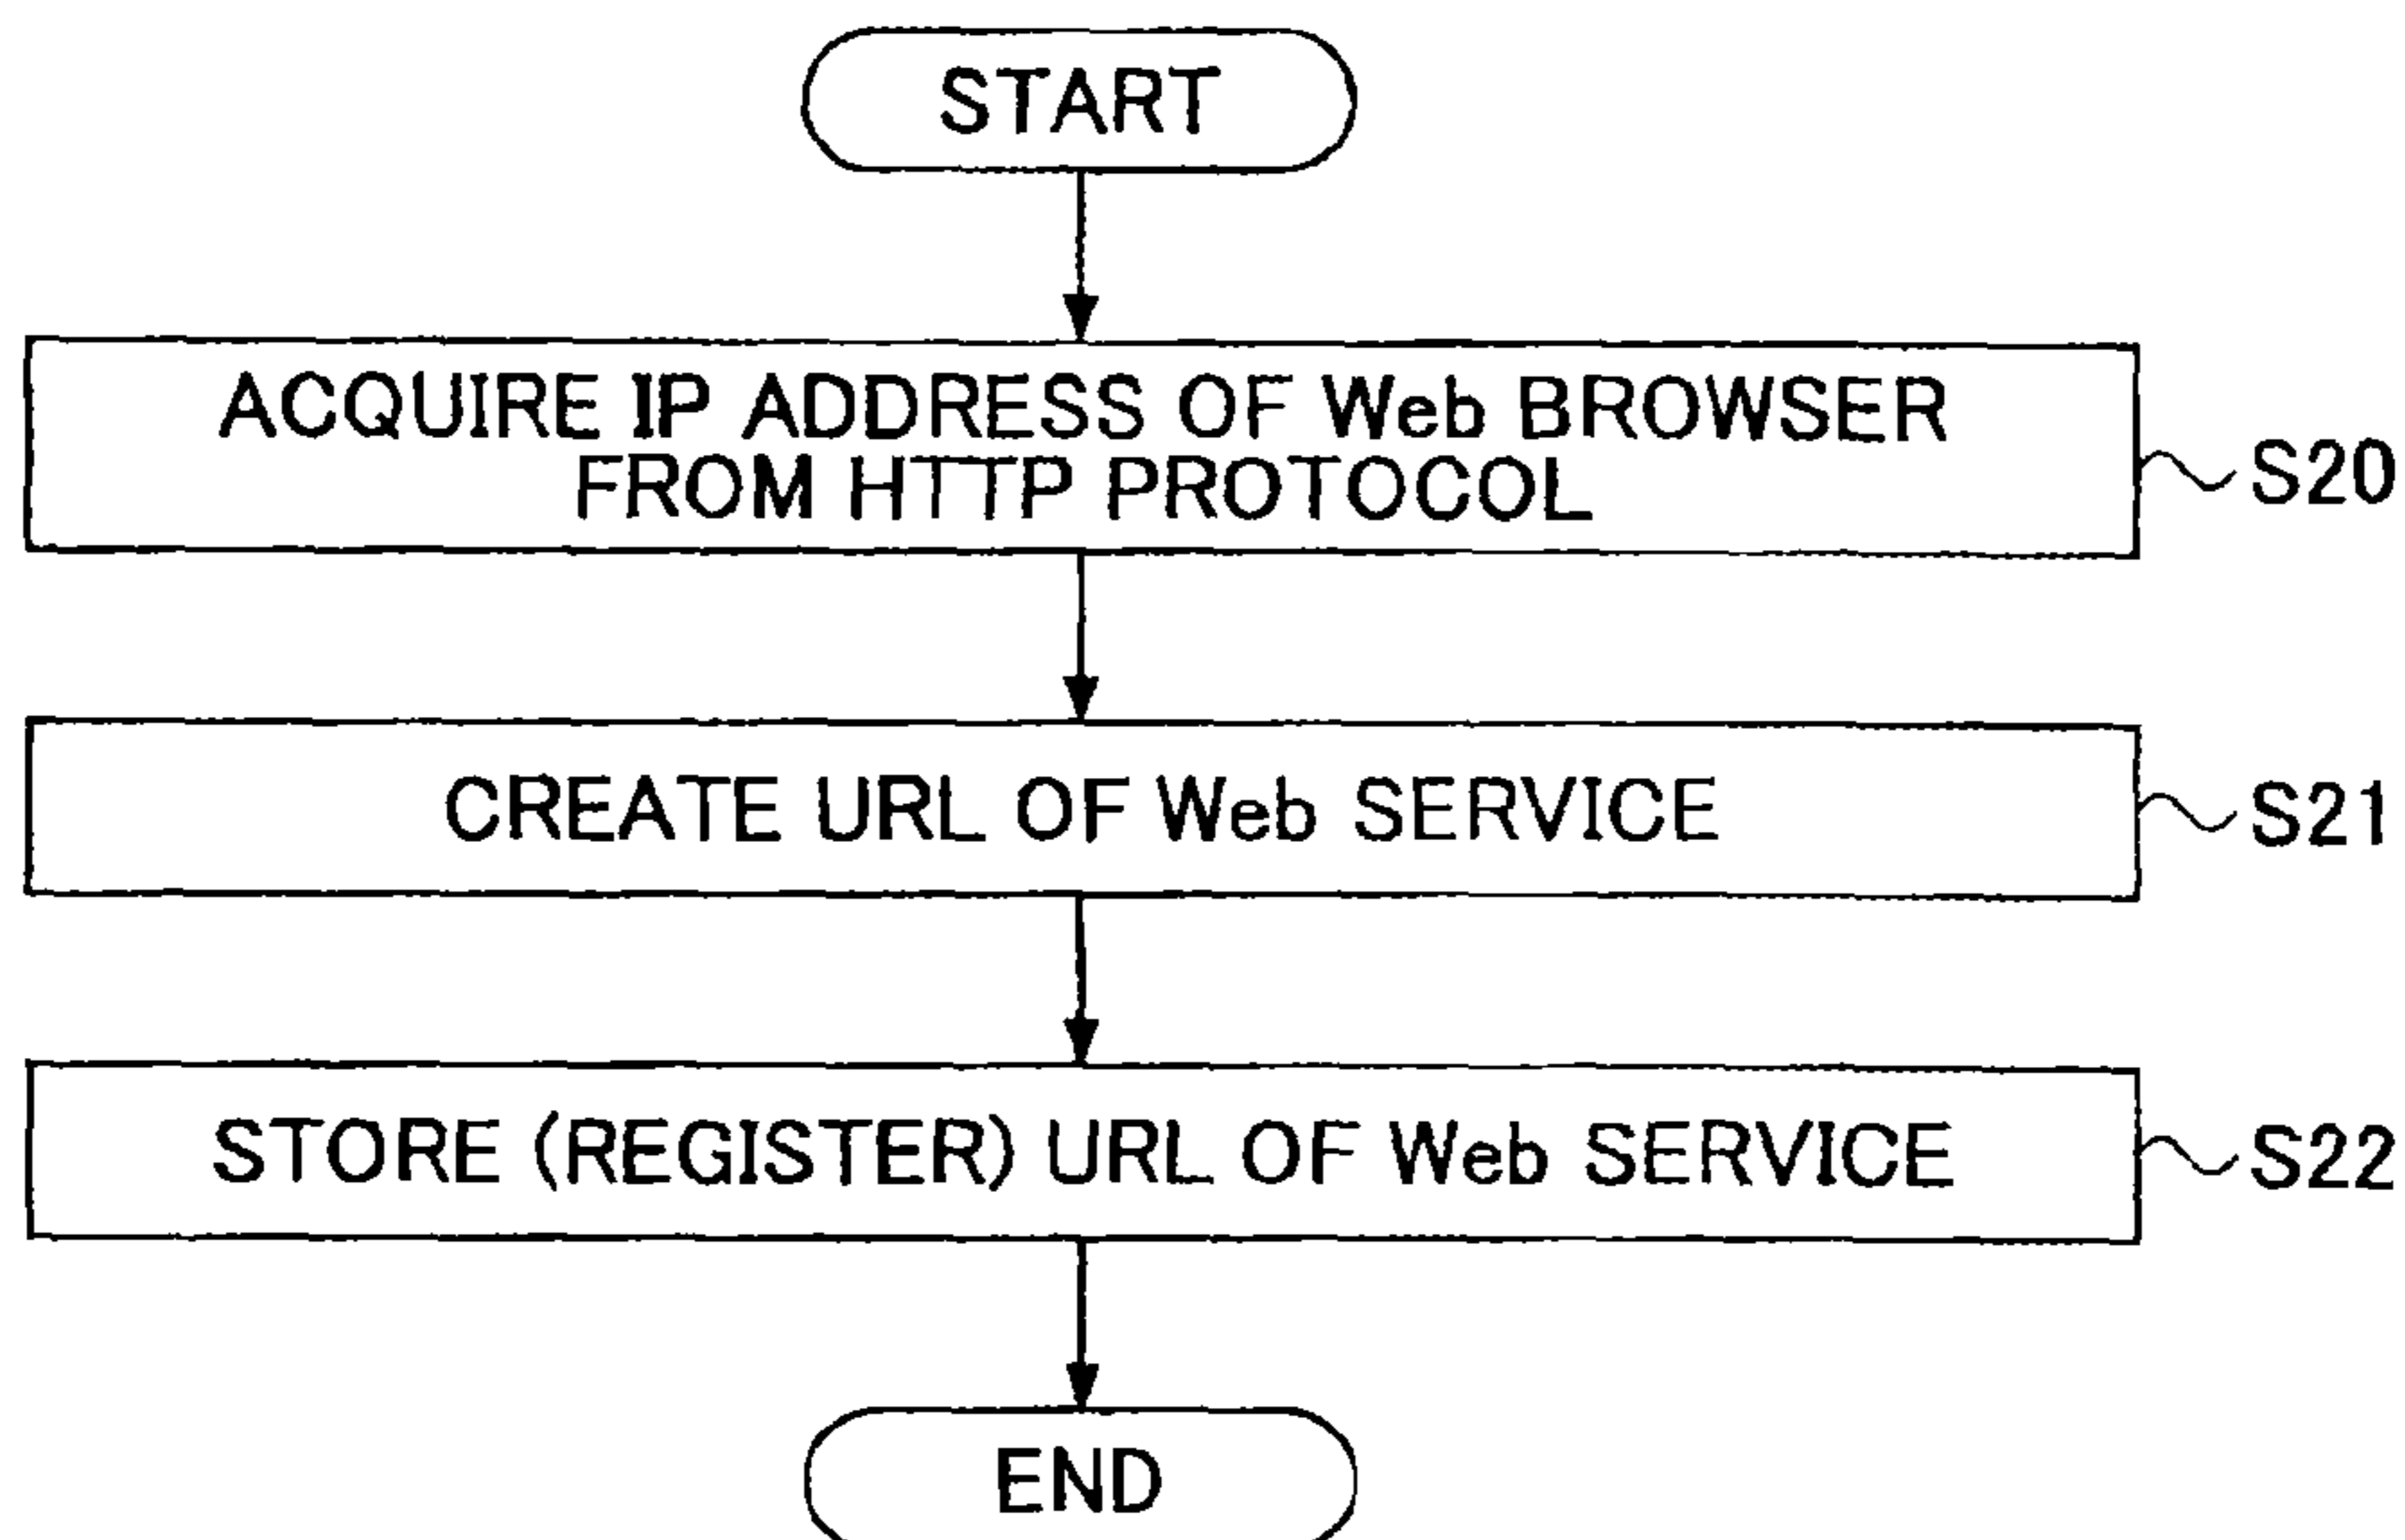 START
ACQUIRE IP ADDRESS OF Web BROWSER
FROM HTTP PROTOCOL
S20
CREATE URL OF Web SERVICE
S21
STORE (REGISTER) URL OF Web SERVICE
S22
END